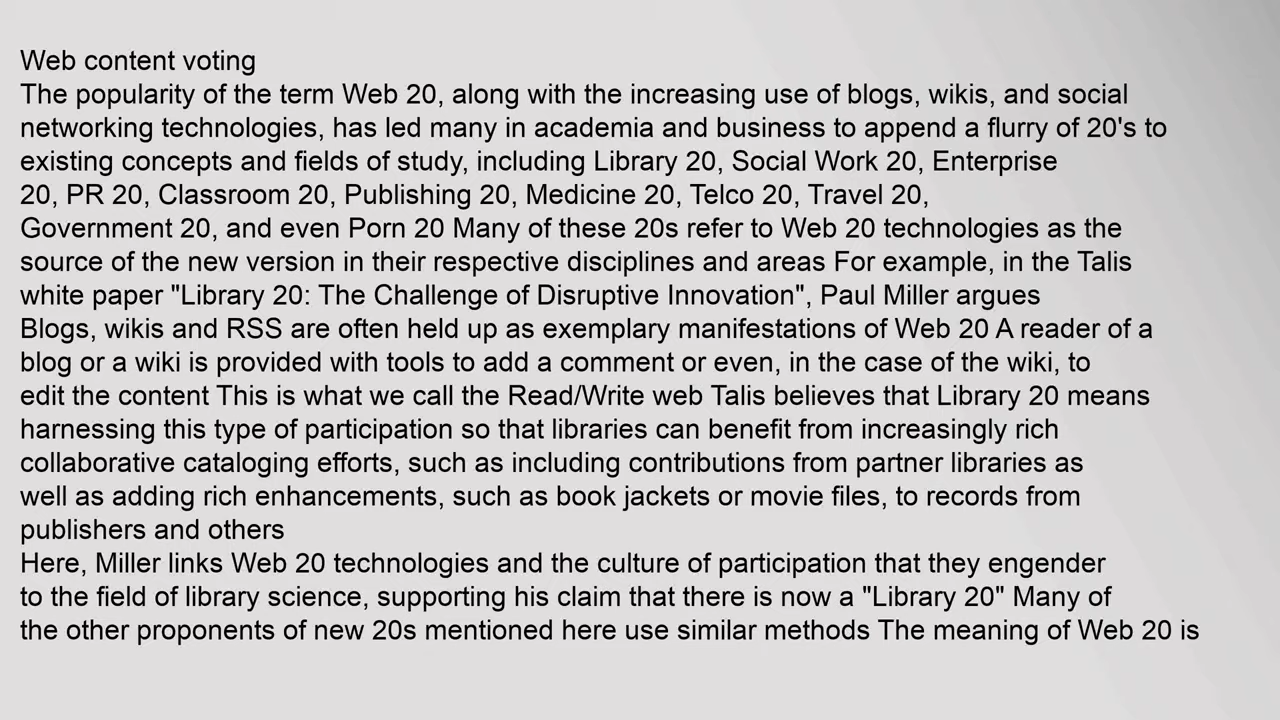 Web content voting
The popularity of the term Web 20, along with the increasing use of blogs, wikis, and social
networking technologies, has led many in academia and business to append a flurry of 20's to
existing concepts and fields of study, including Library 20, Social Work 20, Enterprise
20, PR 20, Classroom 20, Publishing 20, Medicine 20, Telco 20, Travel 20,
Government 20, and even Porn 20 Many of these 20s refer to Web 20 technologies as the
source of the new version in their respective disciplines and areas For example, in the Talis
white paper "Library 20: The Challenge of Disruptive Innovation", Paul Miller argues
Blogs, wikis and RSS are often held up as exemplary manifestations of Web 20 A reader of a
blog or a wiki is provided with tools to add a comment or even, in the case of the wiki, to
edit the content This is what we call the Read/Write web Talis believes that Library 20 means
harnessing this type of participation so that libraries can benefit from increasingly rich
collaborative cataloging efforts, such as including contributions from partner libraries as
well as adding rich enhancements, such as book jackets or movie files, to records from
publishers and others
Here, Miller links Web 20 technologies and the culture of participation that they engender
to the field of library science, supporting his claim that there is now a "Library 20" Many of
the other proponents of new 20s mentioned here use similar methods The meaning of Web 20 is